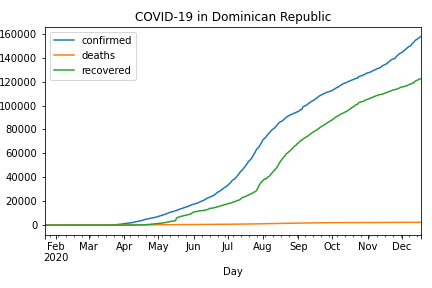 COVID-19 in Dominican Republic
confirmed
deaths
recovered
160000
140000
120000
100000
80000
60000
40000
20000
0
Feb Mar Apr May Jun Jul Aug Sep Oct Nov Dec
2020
Day